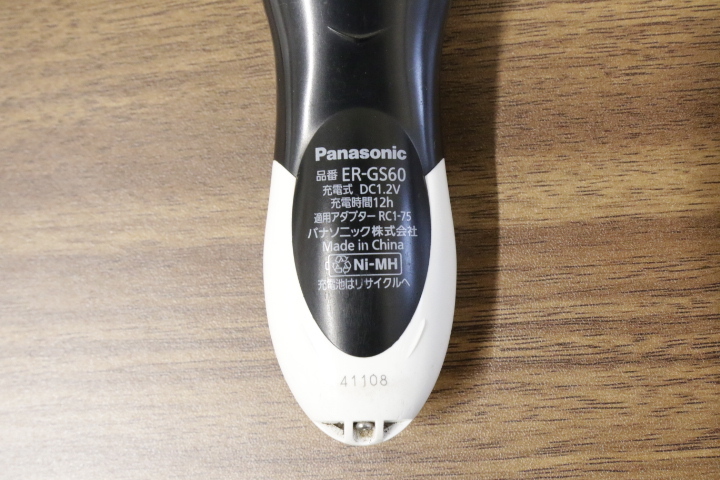 Panasonic
品番 ER-GS60
充電式 DC1.2V
充電時間12h
適用アダプター RC1-75
パナソニック株式会社
Made in China
Ni-MH
充電池はリサイクルへ
41108